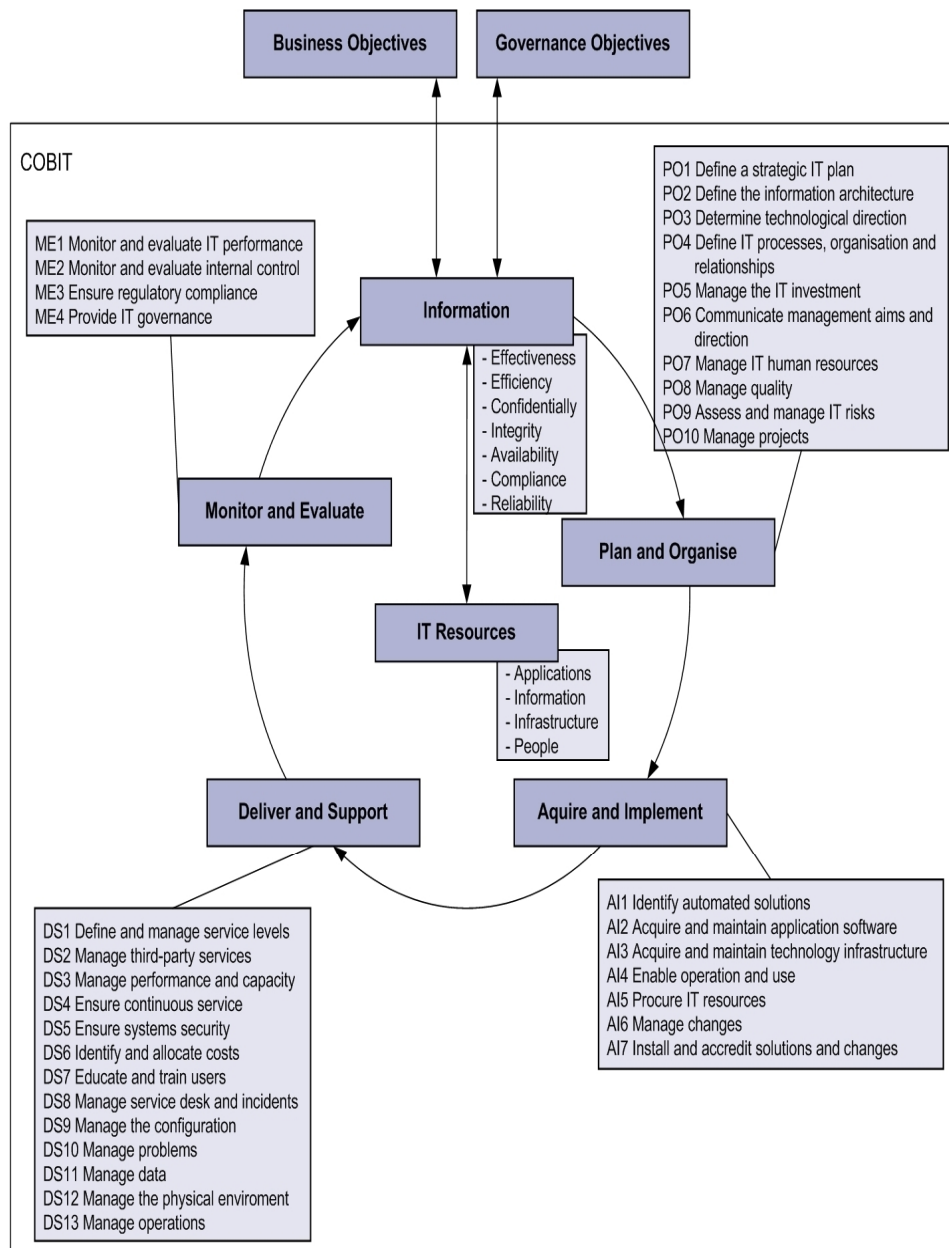 Business Objectives
Governance Objectives
COBIT
ME1 Monitor and evaluate IT performance
ME2 Monitor and evaluate internal control
ME3 Ensure regulatory compliance
ME4 Provide IT governance
PO1 Define a strategic IT plan
PO2 Define the information architecture
PO3 Determine technological direction
PO4 Define IT processes, organisation and
relationships
PO5 Manage the IT investment
PO6 Communicate management aims and
direction
PO7 Manage IT human resources
PO8 Manage quality
PO9 Assess and manage IT risks
PO10 Manage projects
Information
- Effectiveness
- Efficiency
- Confidentially
- Integrity
- Availability
- Compliance
- Reliability
Monitor and Evaluate
Plan and Organise
IT Resources
- Applications
- Information
- Infrastructure
- People
Deliver and Support
Aquire and Implement
DS1 Define and manage service levels
DS2 Manage third-party services
DS3 Manage performance and capacity
DS4 Ensure continuous service
DS5 Ensure systems security
DS6 Identify and allocate costs
DS7 Educate and train users
DS8 Manage service desk and incidents
DS9 Manage the configuration
DS10 Manage problems
DS11 Manage data
DS12 Manage the physical enviroment
DS13 Manage operations
AI1 Identify automated solutions
AI2 Acquire and maintain application software
AI3 Acquire and maintain technology infrastructure
AI4 Enable operation and use
AI5 Procure IT resources
AI6 Manage changes
AI7 Install and accredit solutions and changes